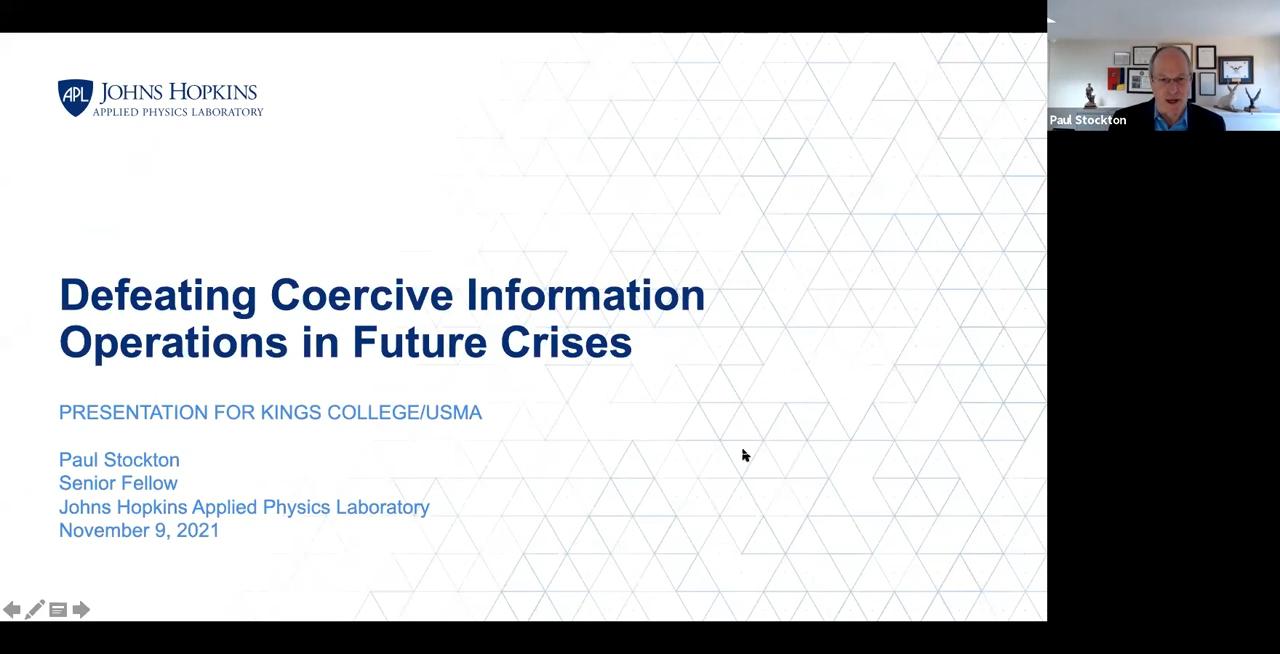 APL JOHNS HOPKINS
APPLIED PHYSICS LABORATORY
Paul Stockton
Defeating Coercive Information
Operations in Future Crises
PRESENTATION FOR KINGS COLLEGE/USMA
Paul Stockton
Senior Fellow
Johns Hopkins Applied Physics Laboratory
November 9, 2021